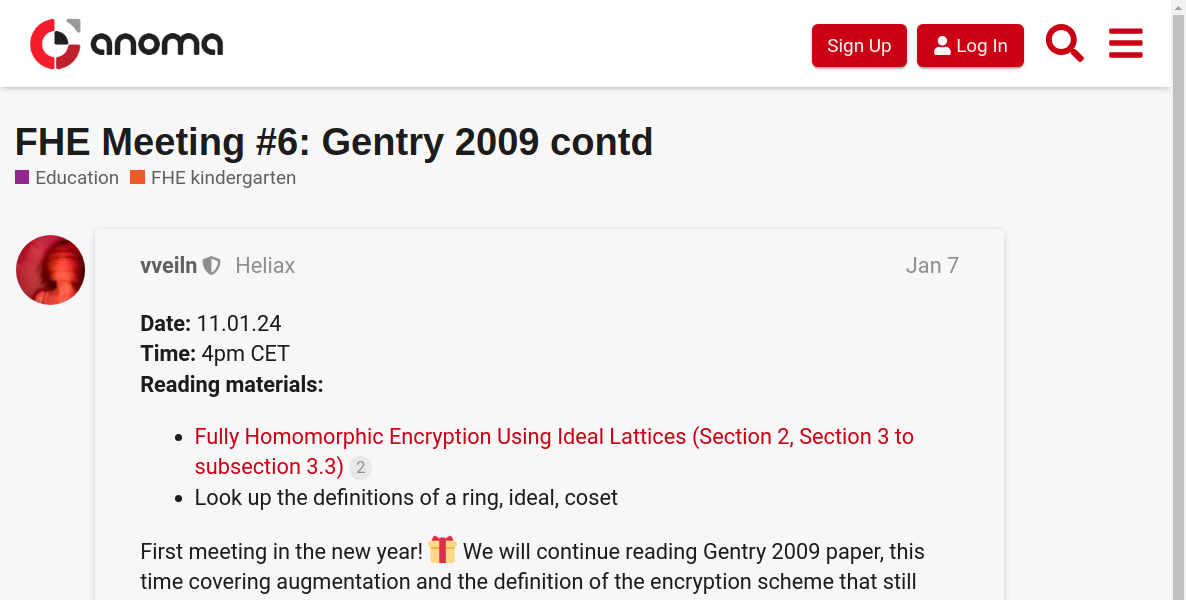 anoma
Sign Up
Log In
FHE Meeting #6: Gentry 2009 contd
Education FHE kindergarten
vveiln Heliax Jan 7
Date: 11.01.24
Time: 4pm CET
Reading materials:
Fully Homomorphic Encryption Using Ideal Lattices (Section 2, Section 3 to
subsection 3.3) 2
Look up the definitions of a ring, ideal, coset
First meeting in the new year! 🎁 We will continue reading Gentry 2009 paper, this
time covering augmentation and the definition of the encryption scheme that still